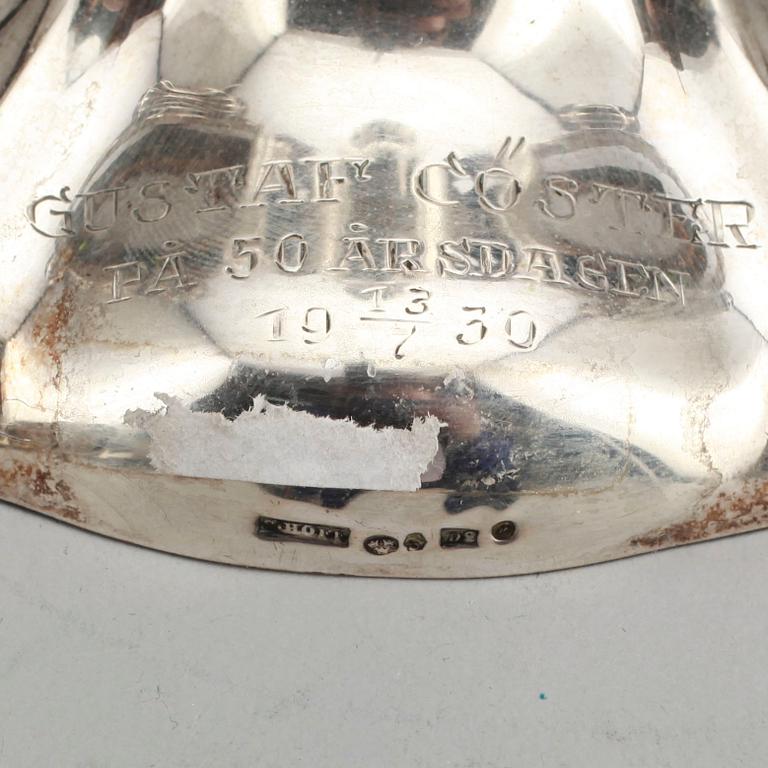 GUSTAF CÖSTER
PÅ 50 ÅRSDAGEN
19 13/7 30